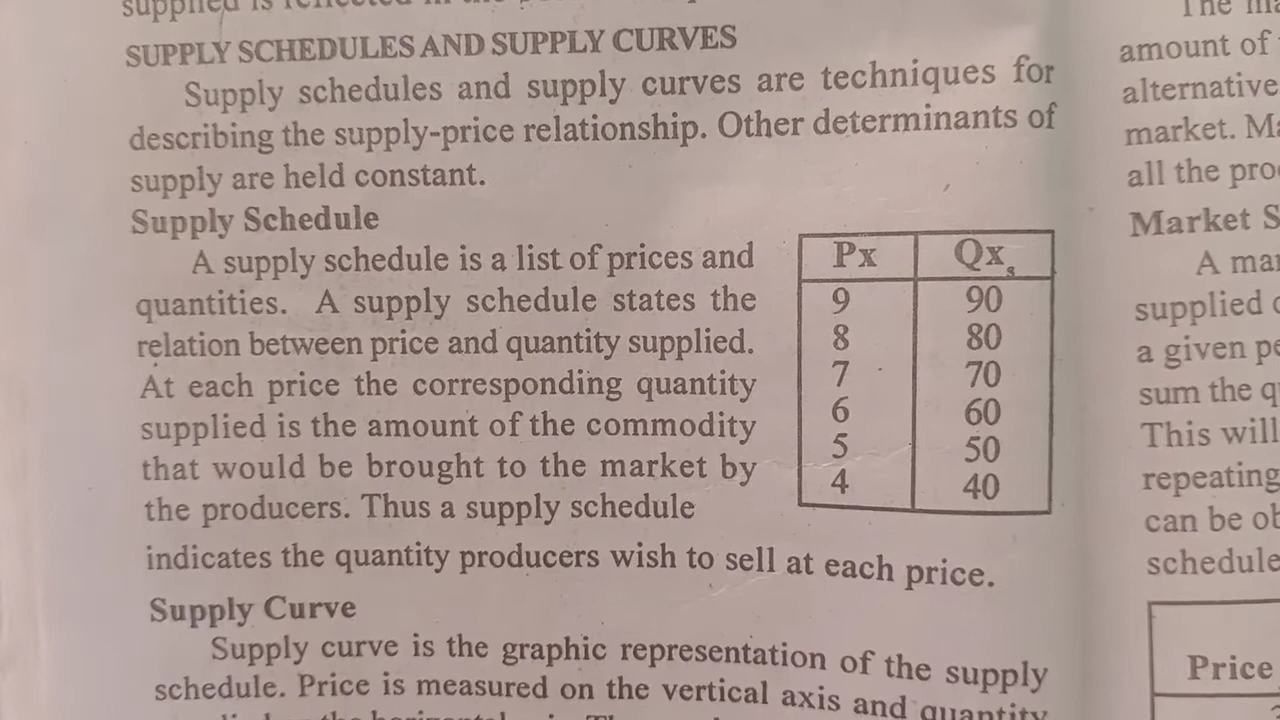 supplied is reflected in the
SUPPLY SCHEDULES AND SUPPLY CURVES
Supply schedules and supply curves are techniques for
describing the supply-price relationship. Other determinants of
supply are held constant.
Supply Schedule
A supply schedule is a list of prices and
quantities. A supply schedule states the
relation between price and quantity supplied.
At each price the corresponding quantity
supplied is the amount of the commodity
that would be brought to the market by
the producers. Thus a supply schedule
indicates the quantity producers wish to sell at each price.
Px Qxs
9 90
8 80
7 70
6 60
5 50
4 40
Supply Curve
Supply curve is the graphic representation of the supply
schedule. Price is measured on the vertical axis and quantity
The
amount of
alternative
market.
all the
Market
A
supplied
a given
sum the
This will
repeating
can be
schedule
Price